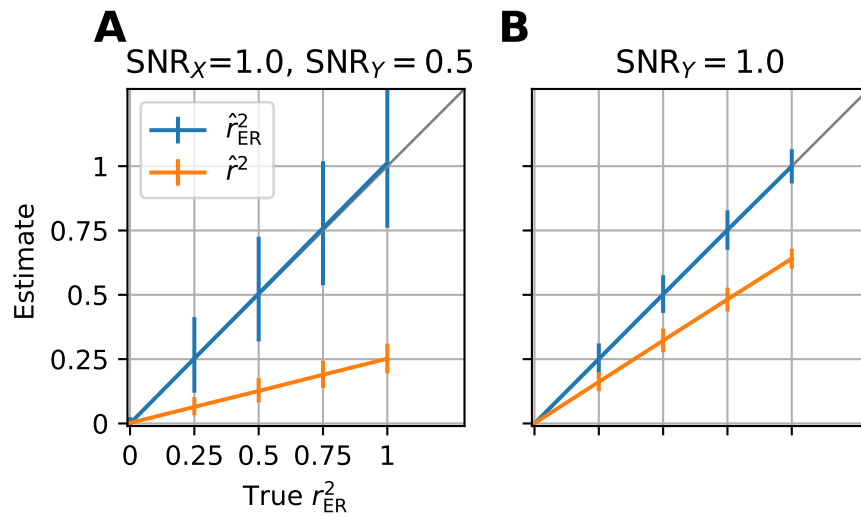 A
B
SNR_X=1.0, SNR_Y = 0.5
SNR_Y = 1.0
r̂²_ER
r̂²
1
0.75
0.5
0.25
0
Estimate
0 0.25 0.5 0.75 1
True r²_ER